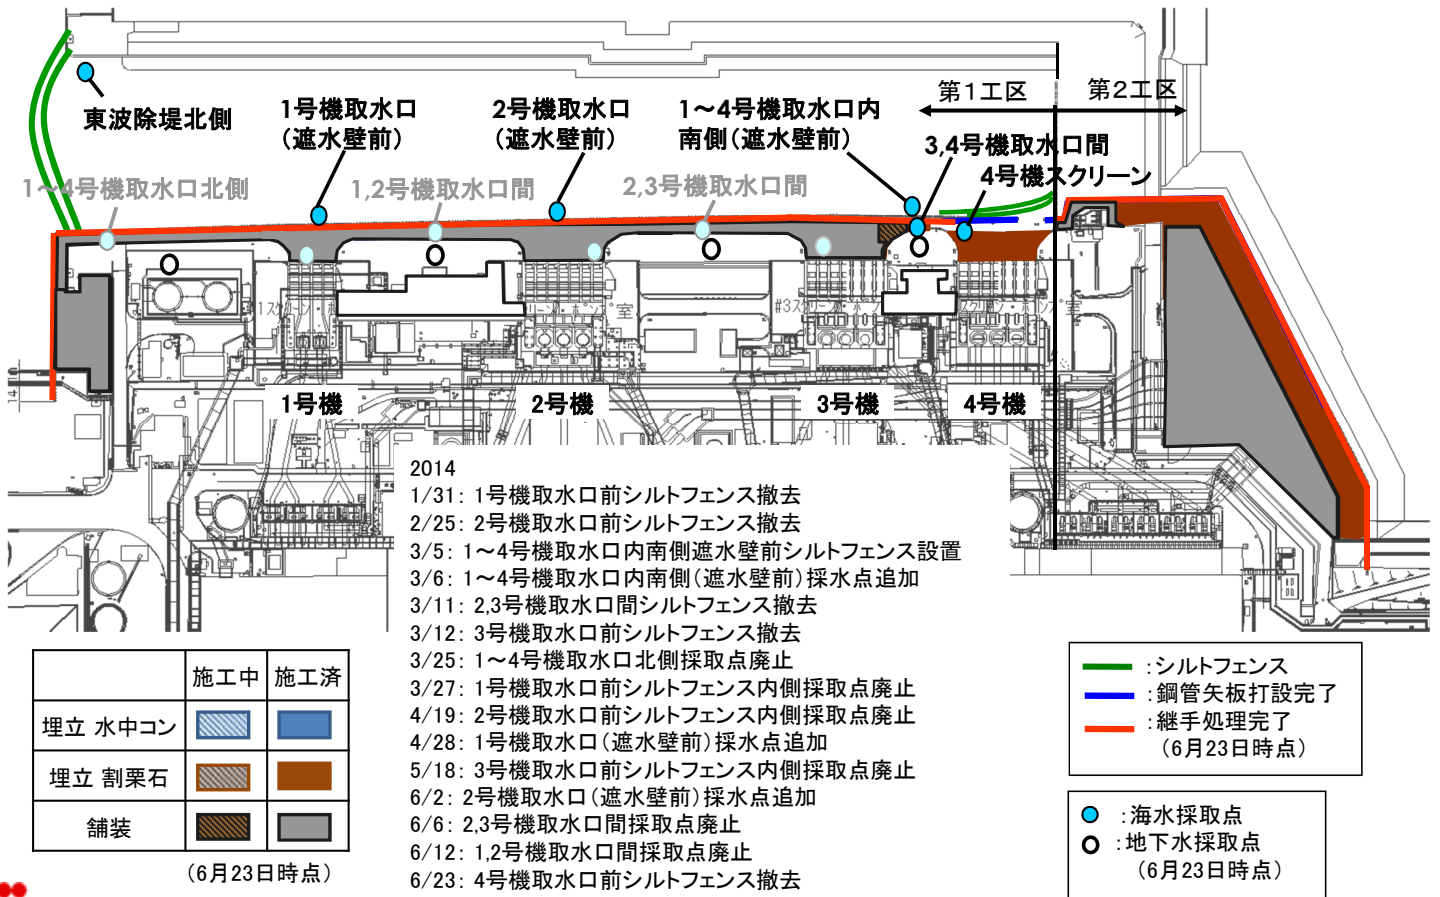 東波除堤北側
1号機取水口
(遮水壁前)
2号機取水口
(遮水壁前)
1～4号機取水口内
南側(遮水壁前)
第1工区
第2工区
3,4号機取水口間
4号機スクリーン
1～4号機取水口北側
1,2号機取水口間
2,3号機取水口間
1号機
2号機
3号機
4号機
2014
1/31: 1号機取水口前シルトフェンス撤去
2/25: 2号機取水口前シルトフェンス撤去
3/5: 1～4号機取水口内南側遮水壁前シルトフェンス設置
3/6: 1～4号機取水口内南側(遮水壁前)採水点追加
3/11: 2,3号機取水口間シルトフェンス撤去
3/12: 3号機取水口前シルトフェンス撤去
3/25: 1～4号機取水口北側採取点廃止
3/27: 1号機取水口前シルトフェンス内側採取点廃止
4/19: 2号機取水口前シルトフェンス内側採取点廃止
4/28: 1号機取水口(遮水壁前)採水点追加
5/18: 3号機取水口前シルトフェンス内側採取点廃止
6/2: 2号機取水口(遮水壁前)採水点追加
6/6: 2,3号機取水口間採取点廃止
6/12: 1,2号機取水口間採取点廃止
6/23: 4号機取水口前シルトフェンス撤去
施工中 施工済
埋立 水中コン
埋立 割栗石
舗装
(6月23日時点)
:シルトフェンス
:鋼管矢板打設完了
:継手処理完了
(6月23日時点)
:海水採取点
:地下水採取点
(6月23日時点)